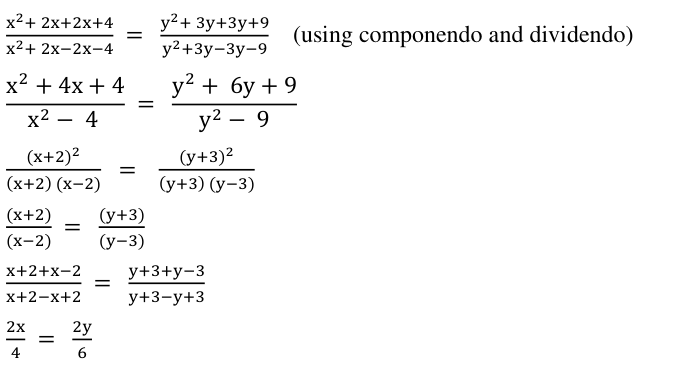 (x²+ 2x+2x+4)/(x²+ 2x−2x−4) = (y²+ 3y+3y+9)/(y²+3y−3y−9) (using componendo and dividendo)
(x² + 4x + 4)/(x² − 4) = (y² + 6y + 9)/(y² − 9)
(x+2)²/((x+2) (x−2)) = (y+3)²/((y+3) (y−3))
(x+2)/(x−2) = (y+3)/(y−3)
(x+2+x−2)/(x+2−x+2) = (y+3+y−3)/(y+3−y+3)
2x/4 = 2y/6